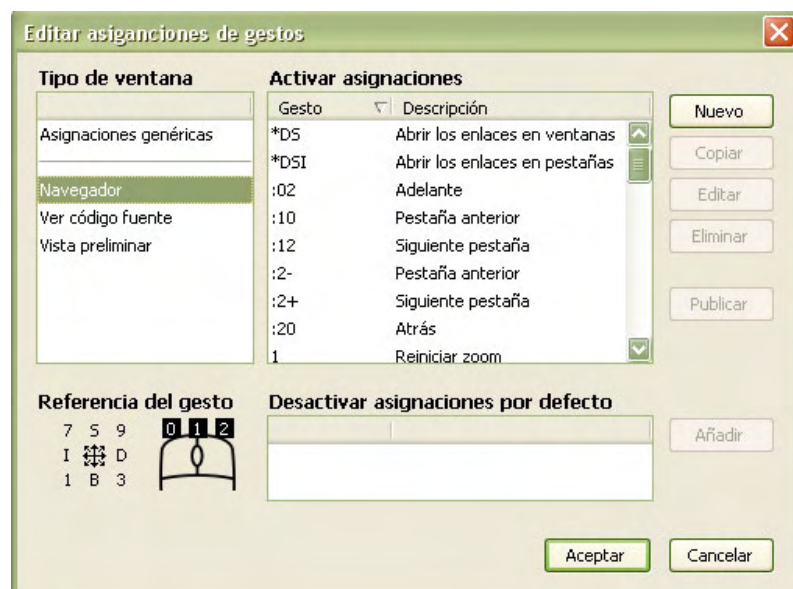 Editar asiganciones de gestos
Tipo de ventana
Asignaciones genéricas
Navegador
Ver código fuente
Vista preliminar
Activar asignaciones
Gesto Descripción
*DS Abrir los enlaces en ventanas
*DSI Abrir los enlaces en pestañas
:02 Adelante
:10 Pestaña anterior
:12 Siguiente pestaña
:2- Pestaña anterior
:2+ Siguiente pestaña
:20 Atrás
1 Reiniciar zoom
Nuevo
Copiar
Editar
Eliminar
Publicar
Referencia del gesto
7 S 9
I D
1 B 3
0 1 2
Desactivar asignaciones por defecto
Añadir
Aceptar
Cancelar